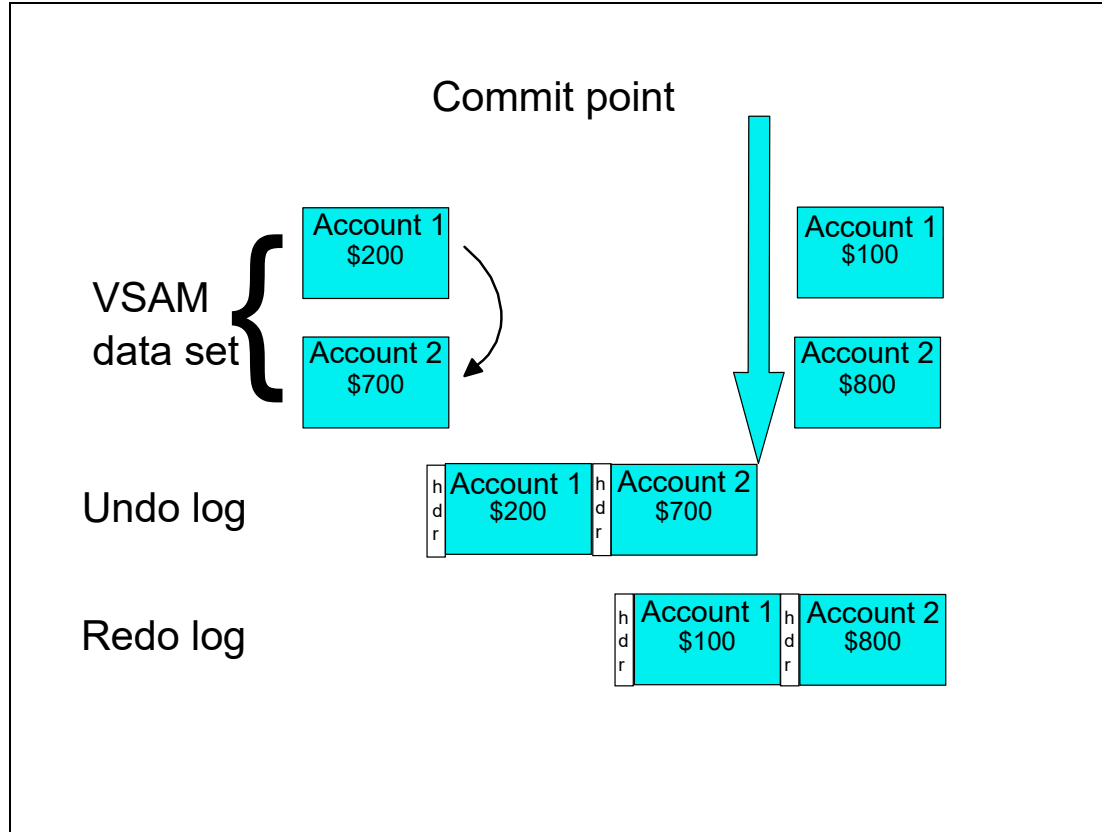 Commit point
Account 1
$200
Account 1
$100
VSAM
data set
Account 2
$700
Account 2
$800
Undo log
h
d
r
Account 1
$200
h
d
r
Account 2
$700
Redo log
h
d
r
Account 1
$100
h
d
r
Account 2
$800